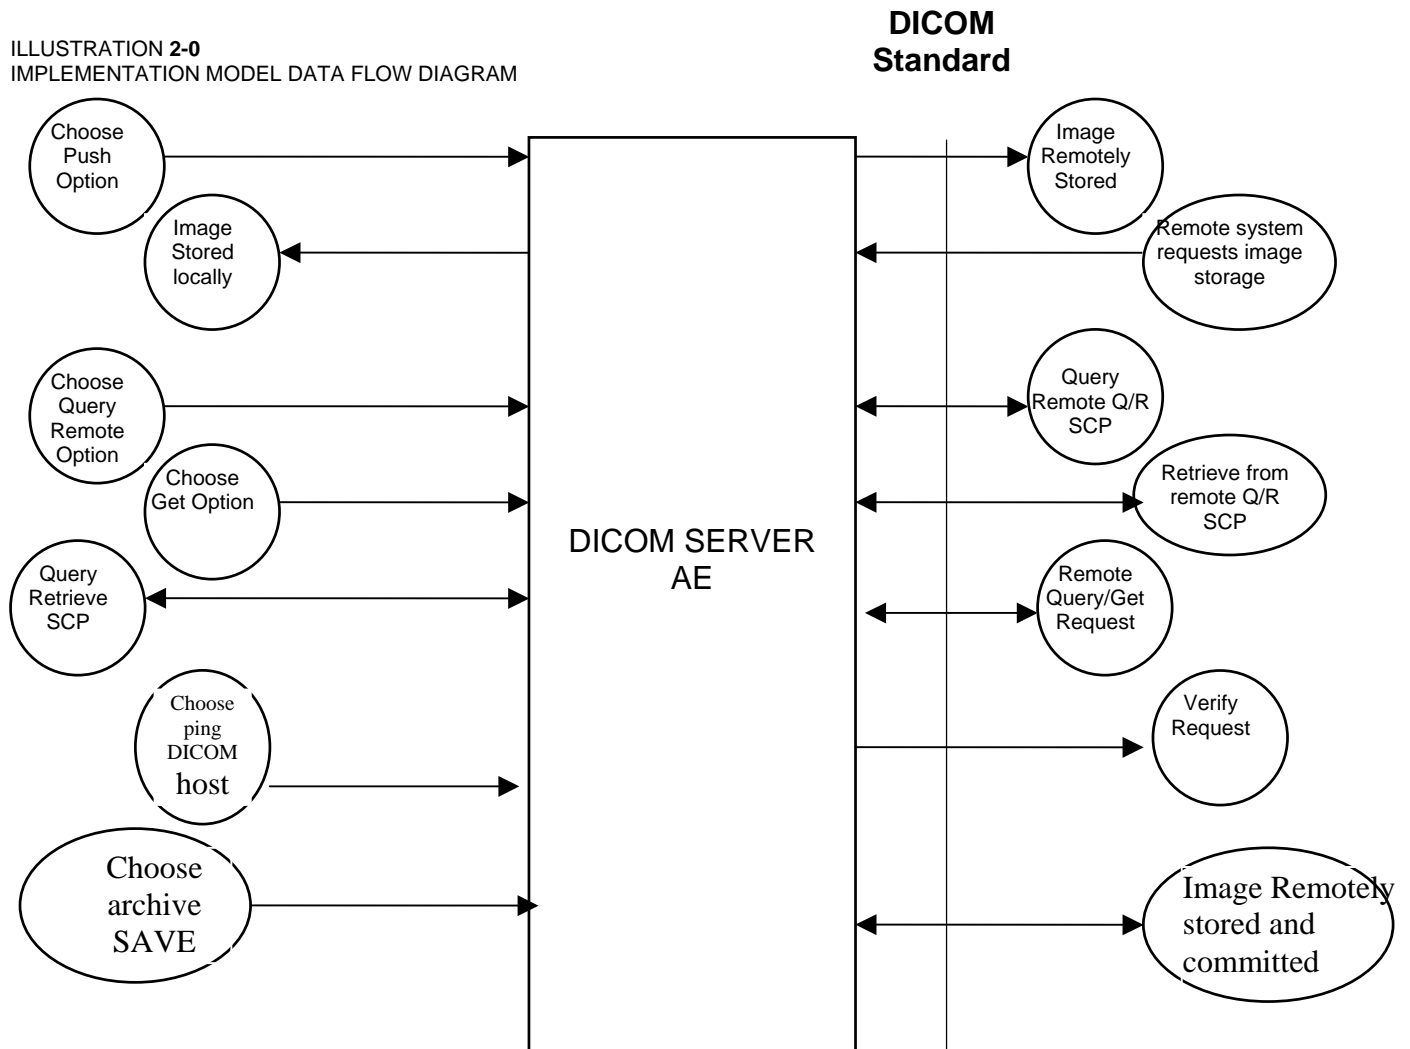 DICOM
Standard
ILLUSTRATION 2-0
IMPLEMENTATION MODEL DATA FLOW DIAGRAM
Choose
Push
Option
Image
Remotely
Stored
Image
Stored
locally
Remote system
requests image
storage
Choose
Query
Remote
Option
Query
Remote Q/R
SCP
Choose
Get Option
Retrieve from
remote Q/R
SCP
DICOM SERVER
AE
Query
Retrieve
SCP
Remote
Query/Get
Request
Choose
ping
DICOM
host
Verify
Request
Choose
archive
SAVE
Image Remotely
stored and
committed